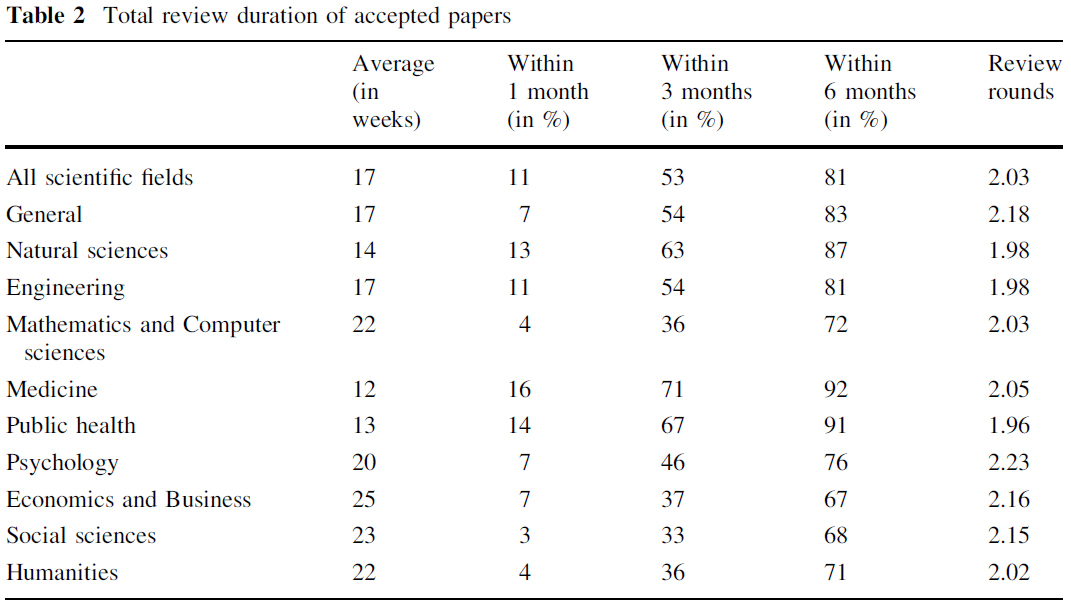 Table 2 Total review duration of accepted papers
Average (in weeks) Within 1 month (in %) Within 3 months (in %) Within 6 months (in %) Review rounds
All scientific fields 17 11 53 81 2.03
General 17 7 54 83 2.18
Natural sciences 14 13 63 87 1.98
Engineering 17 11 54 81 1.98
Mathematics and Computer sciences 22 4 36 72 2.03
Medicine 12 16 71 92 2.05
Public health 13 14 67 91 1.96
Psychology 20 7 46 76 2.23
Economics and Business 25 7 37 67 2.16
Social sciences 23 3 33 68 2.15
Humanities 22 4 36 71 2.02